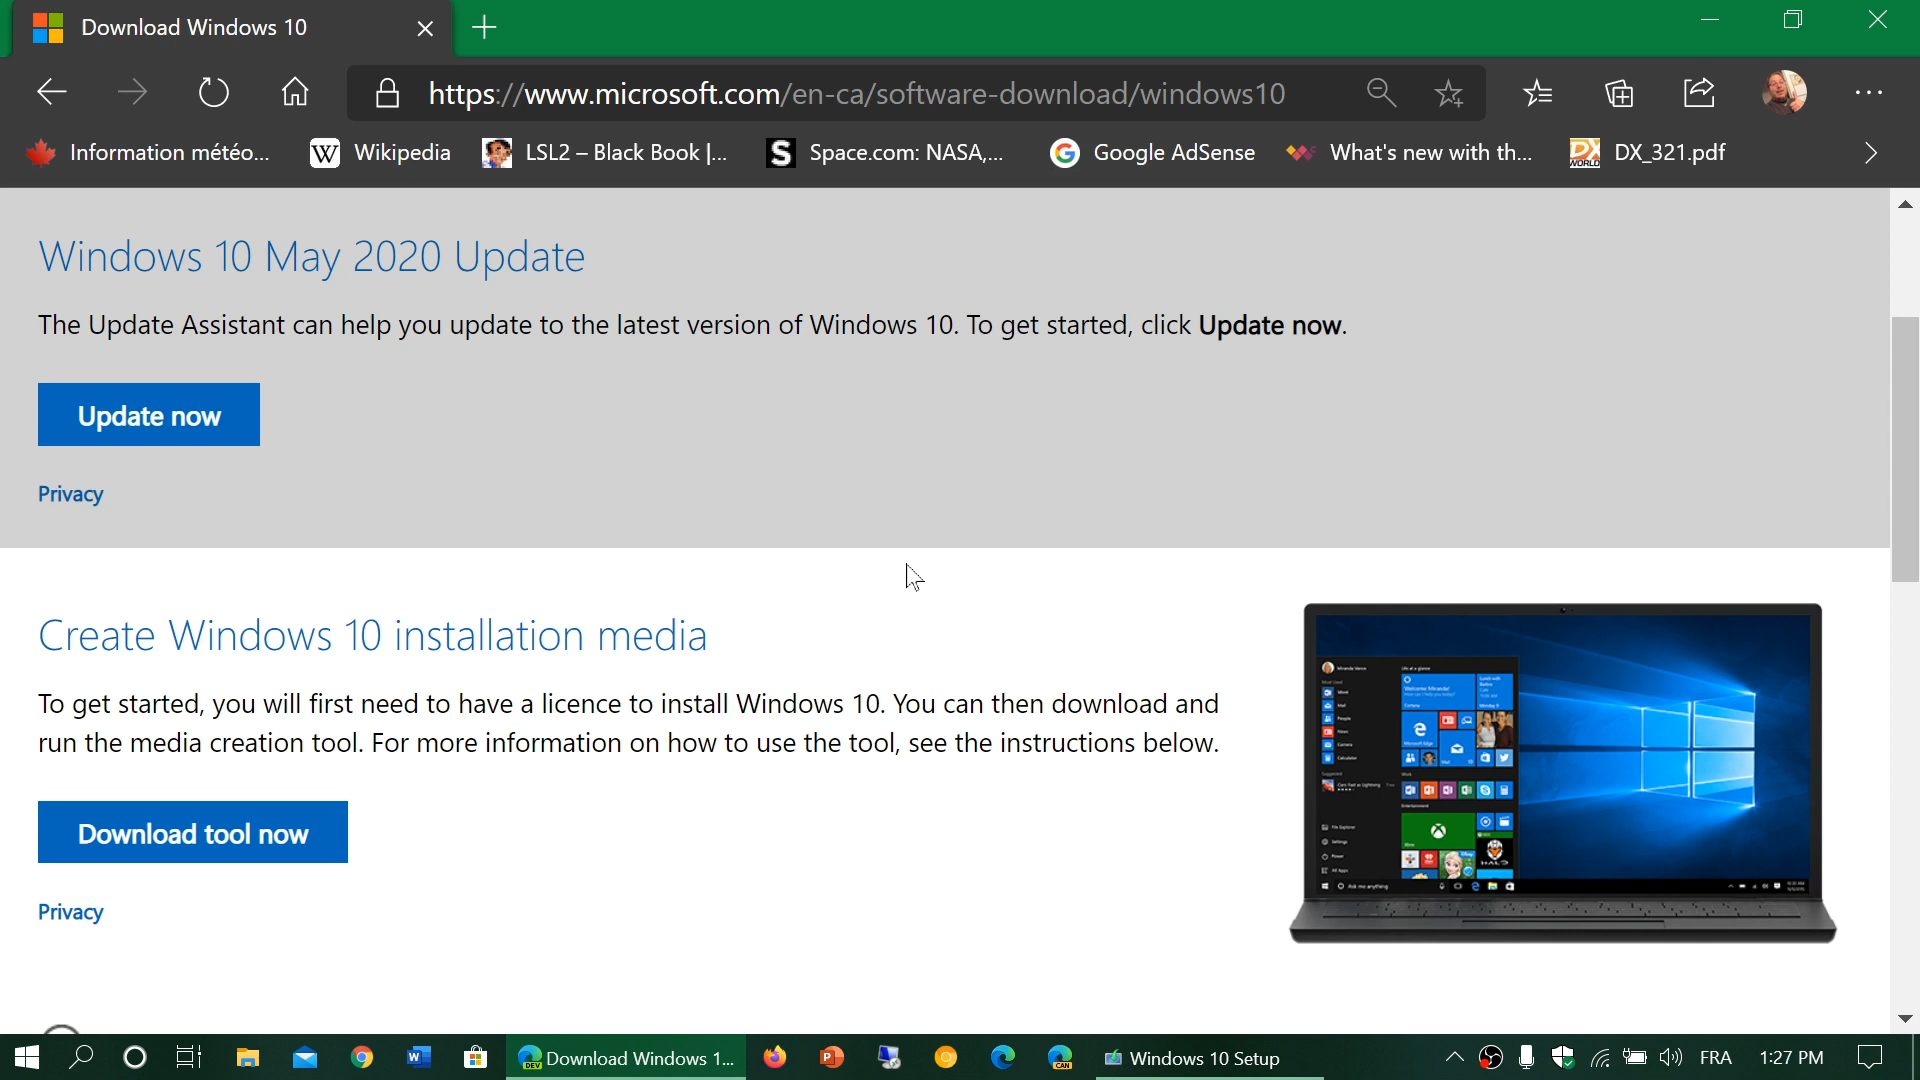 Download Windows 10
https://www.microsoft.com/en-ca/software-download/windows10
Information météo... Wikipedia LSL2 – Black Book |... Space.com: NASA,... Google AdSense What's new with th... DX_321.pdf
Windows 10 May 2020 Update
The Update Assistant can help you update to the latest version of Windows 10. To get started, click Update now.
Update now
Privacy
Create Windows 10 installation media
To get started, you will first need to have a licence to install Windows 10. You can then download and
run the media creation tool. For more information on how to use the tool, see the instructions below.
Download tool now
Privacy
Download Windows 1... Windows 10 Setup FRA 1:27 PM